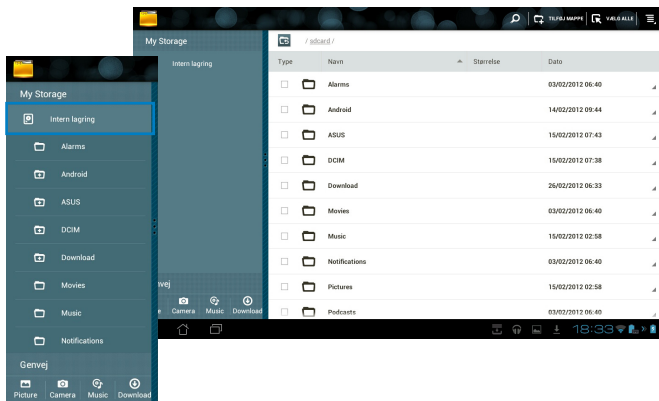 TILFØJ MAPPE
VÆLG ALLE
My Storage
Intern lagring
/ sdcard /
Type Navn Størrelse Dato
Alarms 03/02/2012 06:40
Android 14/02/2012 09:44
ASUS 15/02/2012 07:43
DCIM 15/02/2012 07:38
Download 26/02/2012 06:33
Movies 03/02/2012 06:40
Music 15/02/2012 02:58
Notifications 03/02/2012 06:40
Pictures 15/02/2012 02:58
Podcasts 03/02/2012 06:40
vej
e Camera Music Download
18:33
My Storage
Intern lagring
Alarms
Android
ASUS
DCIM
Download
Movies
Music
Notifications
Genvej
Picture Camera Music Download